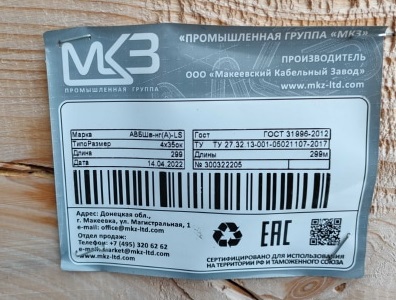 МКЗ
ПРОМЫШЛЕННАЯ ГРУППА
«ПРОМЫШЛЕННАЯ ГРУППА «МКЗ»
ПРОИЗВОДИТЕЛЬ
ООО «Макеевский Кабельный Завод»
www.mkz-ltd.com
Марка АВБШв-нг(А)-LS Гост ГОСТ 31996-2012
ТипоРазмер 4х35ок ТУ ТУ 27.32.13-001-05021107-2017
Длина 299 Длины 299м
Дата 14.04.2022 № 300322205
Адрес: Донецкая обл.,
г. Макеевка, ул. Магистральная, 1
e-mail: office@mkz-ltd.com
Отдел продаж:
Телефон: +7 (495) 320 62 62
e-mail: market@mkz-ltd.com
ЕАС
СЕРТИФИЦИРОВАНО ДЛЯ ИСПОЛЬЗОВАНИЯ
НА ТЕРРИТОРИИ РФ И ТАМОЖЕННОГО СОЮЗА